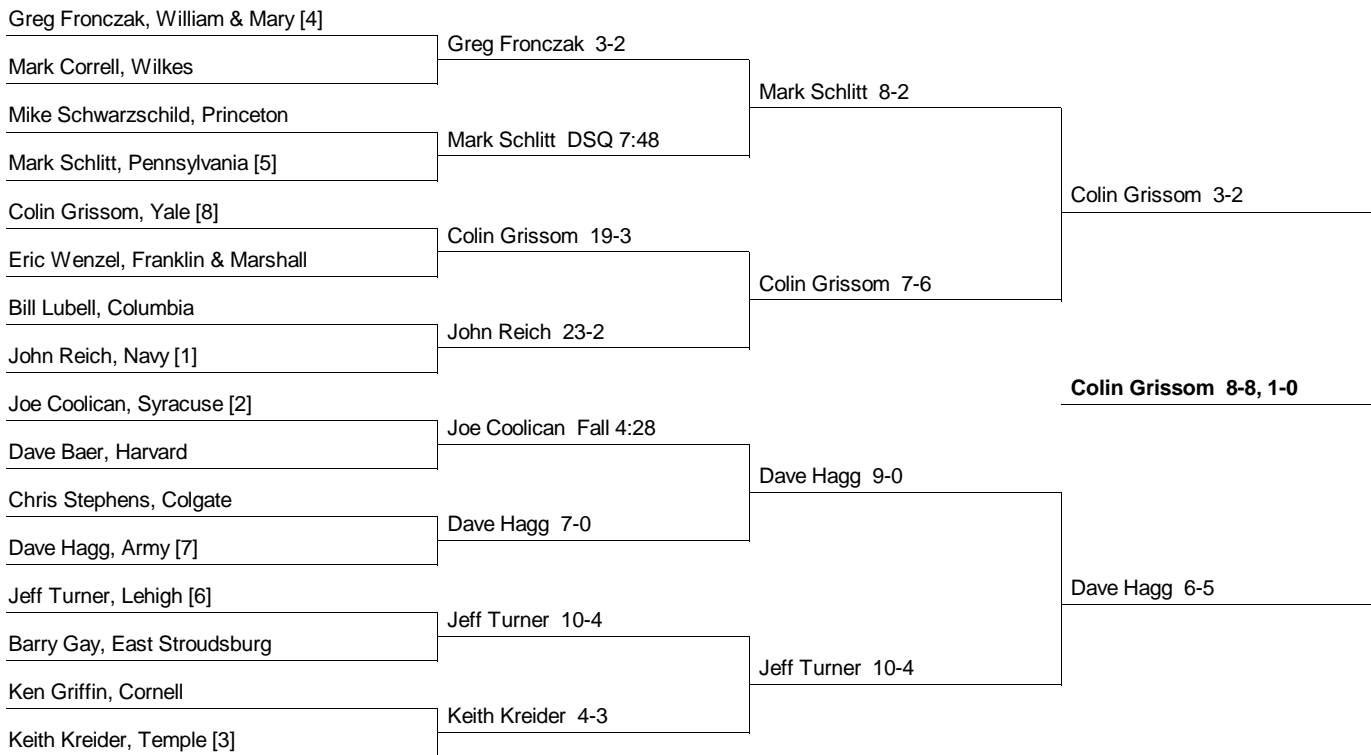 Greg Fronczak, William & Mary [4]
Greg Fronczak 3-2
Mark Correll, Wilkes
Mark Schlitt 8-2
Mike Schwarzschild, Princeton
Mark Schlitt DSQ 7:48
Mark Schlitt, Pennsylvania [5]
Colin Grissom 3-2
Colin Grissom, Yale [8]
Colin Grissom 19-3
Eric Wenzel, Franklin & Marshall
Colin Grissom 7-6
Bill Lubell, Columbia
John Reich 23-2
John Reich, Navy [1]
Colin Grissom 8-8, 1-0
Joe Coolican, Syracuse [2]
Joe Coolican Fall 4:28
Dave Baer, Harvard
Dave Hagg 9-0
Chris Stephens, Colgate
Dave Hagg 7-0
Dave Hagg, Army [7]
Dave Hagg 6-5
Jeff Turner, Lehigh [6]
Jeff Turner 10-4
Barry Gay, East Stroudsburg
Jeff Turner 10-4
Ken Griffin, Cornell
Keith Kreider 4-3
Keith Kreider, Temple [3]